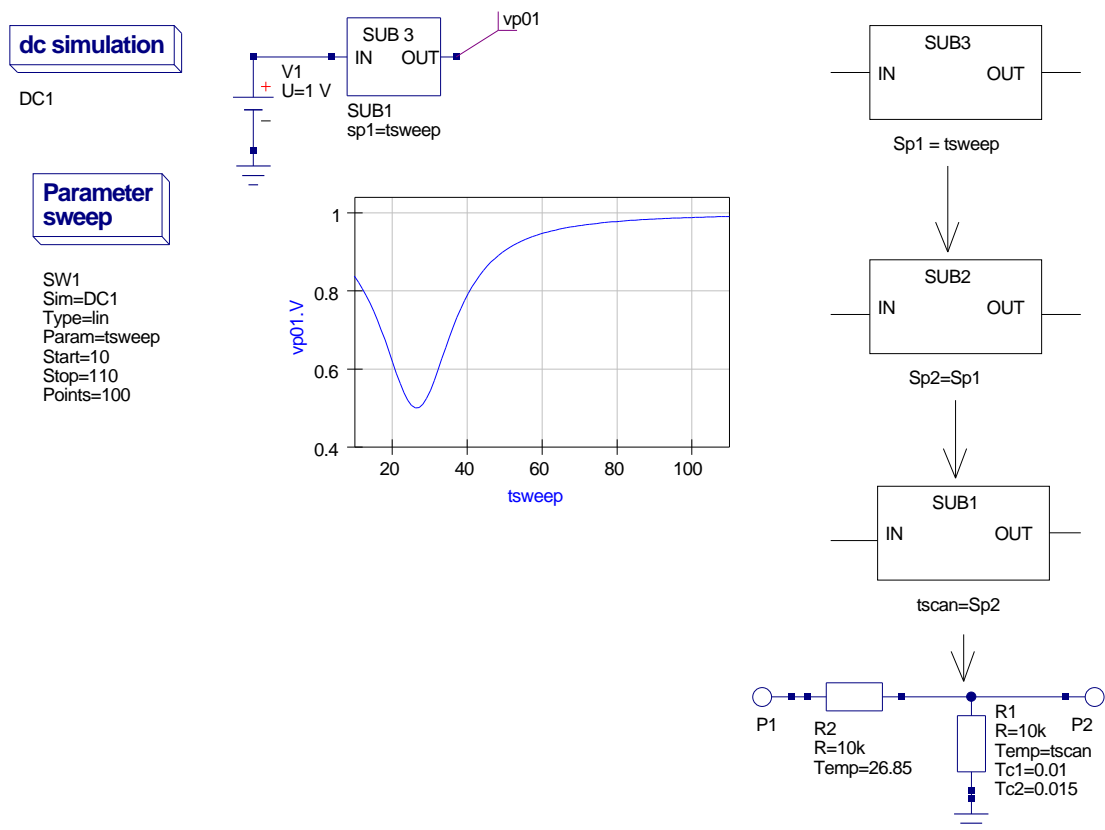 dc simulation
DC1
Parameter
sweep
SW1
Sim=DC1
Type=lin
Param=tsweep
Start=10
Stop=110
Points=100
vp01
SUB 3
IN OUT
+
−
V1
U=1 V
SUB1
sp1=tsweep
1
0.8
0.6
0.4
vp01.V
20 40 60 80 100
tsweep
SUB3
IN OUT
Sp1 = tsweep
SUB2
IN OUT
Sp2=Sp1
SUB1
IN OUT
tscan=Sp2
P1
R2
R=10k
Temp=26.85
R1
R=10k
Temp=tscan
Tc1=0.01
Tc2=0.015
P2